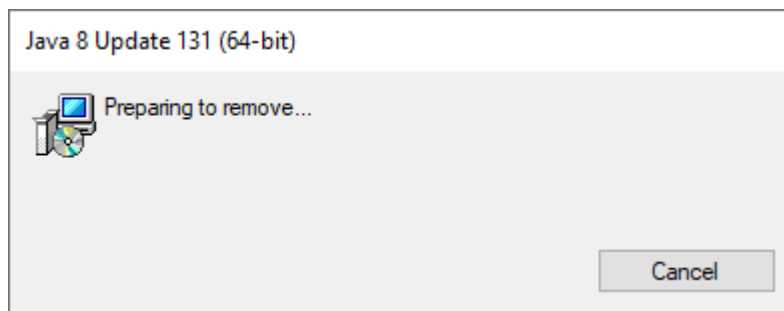 Java 8 Update 131 (64-bit)
Preparing to remove...
Cancel